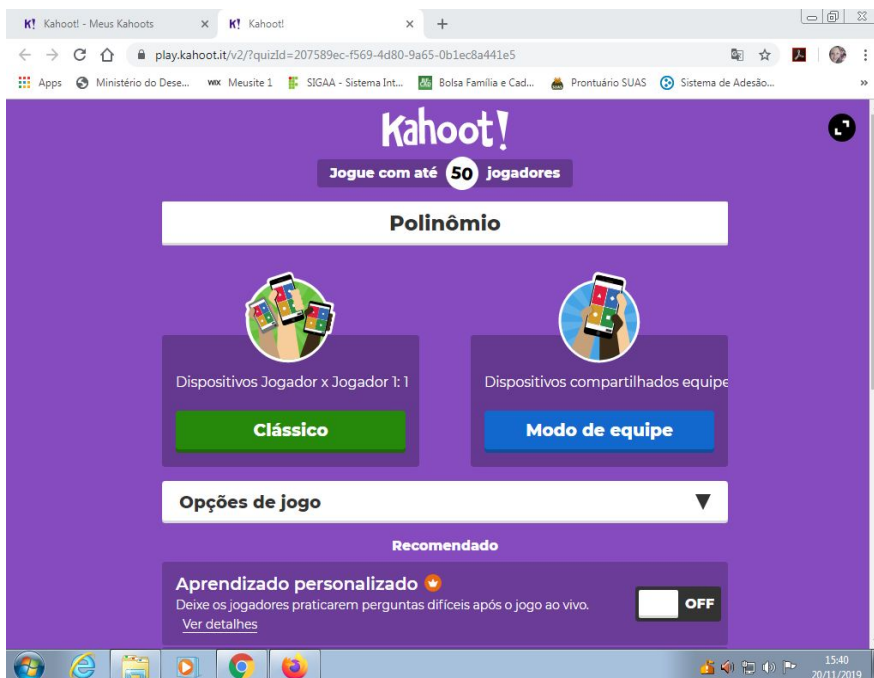 K! Kahoot! - Meus Kahoots
K! Kahoot!
play.kahoot.it/v2/?quizId=207589ec-f569-4d80-9a65-0b1ec8a441e5
Apps Ministério do Dese... WIX Meusite 1 SIGAA - Sistema Int... Bolsa Família e Cad... Prontuário SUAS Sistema de Adesão...
Kahoot!
Jogue com até 50 jogadores
Polinômio
Dispositivos Jogador x Jogador 1:1
Clássico
Dispositivos compartilhados equipe
Modo de equipe
Opções de jogo
Recomendado
Aprendizado personalizado
Deixe os jogadores praticarem perguntas difíceis após o jogo ao vivo.
Ver detalhes
OFF
15:40
20/11/2019